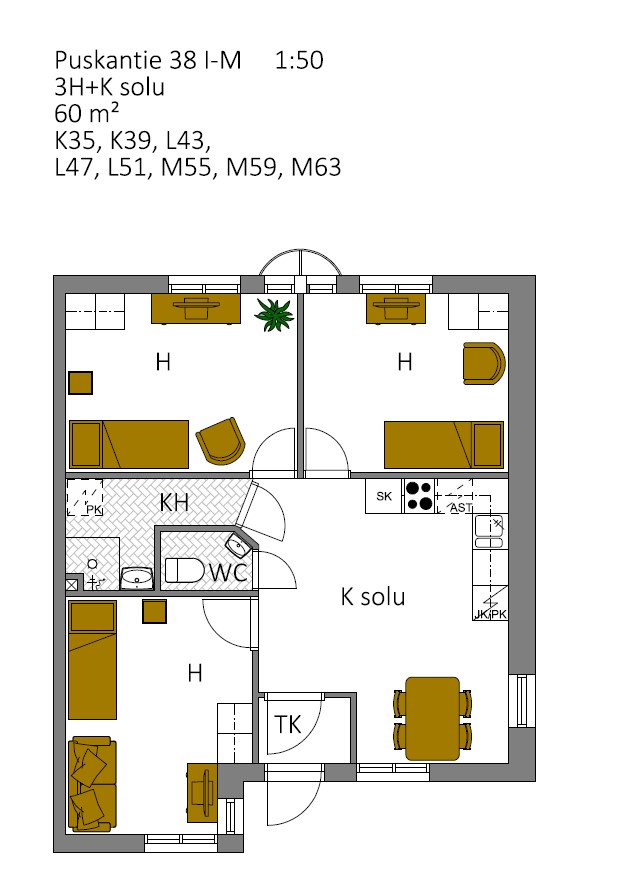 Puskantie 38 I-M 1:50
3H+K solu
60 m²
K35, K39, L43,
L47, L51, M55, M59, M63
H
H
KH
PK
SK
AST
WC
K solu
JK/PK
H
TK